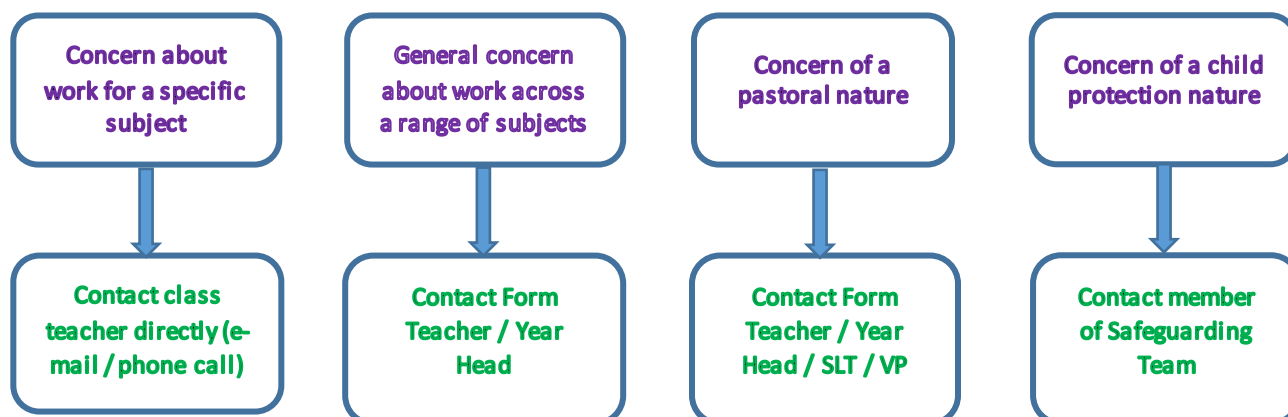 Concern about
work for a specific
subject
General concern
about work across
a range of subjects
Concern of a
pastoral nature
Concern of a child
protection nature
Contact class
teacher directly (e-
mail / phone call)
Contact Form
Teacher / Year
Head
Contact Form
Teacher / Year
Head / SLT / VP
Contact member
of Safeguarding
Team